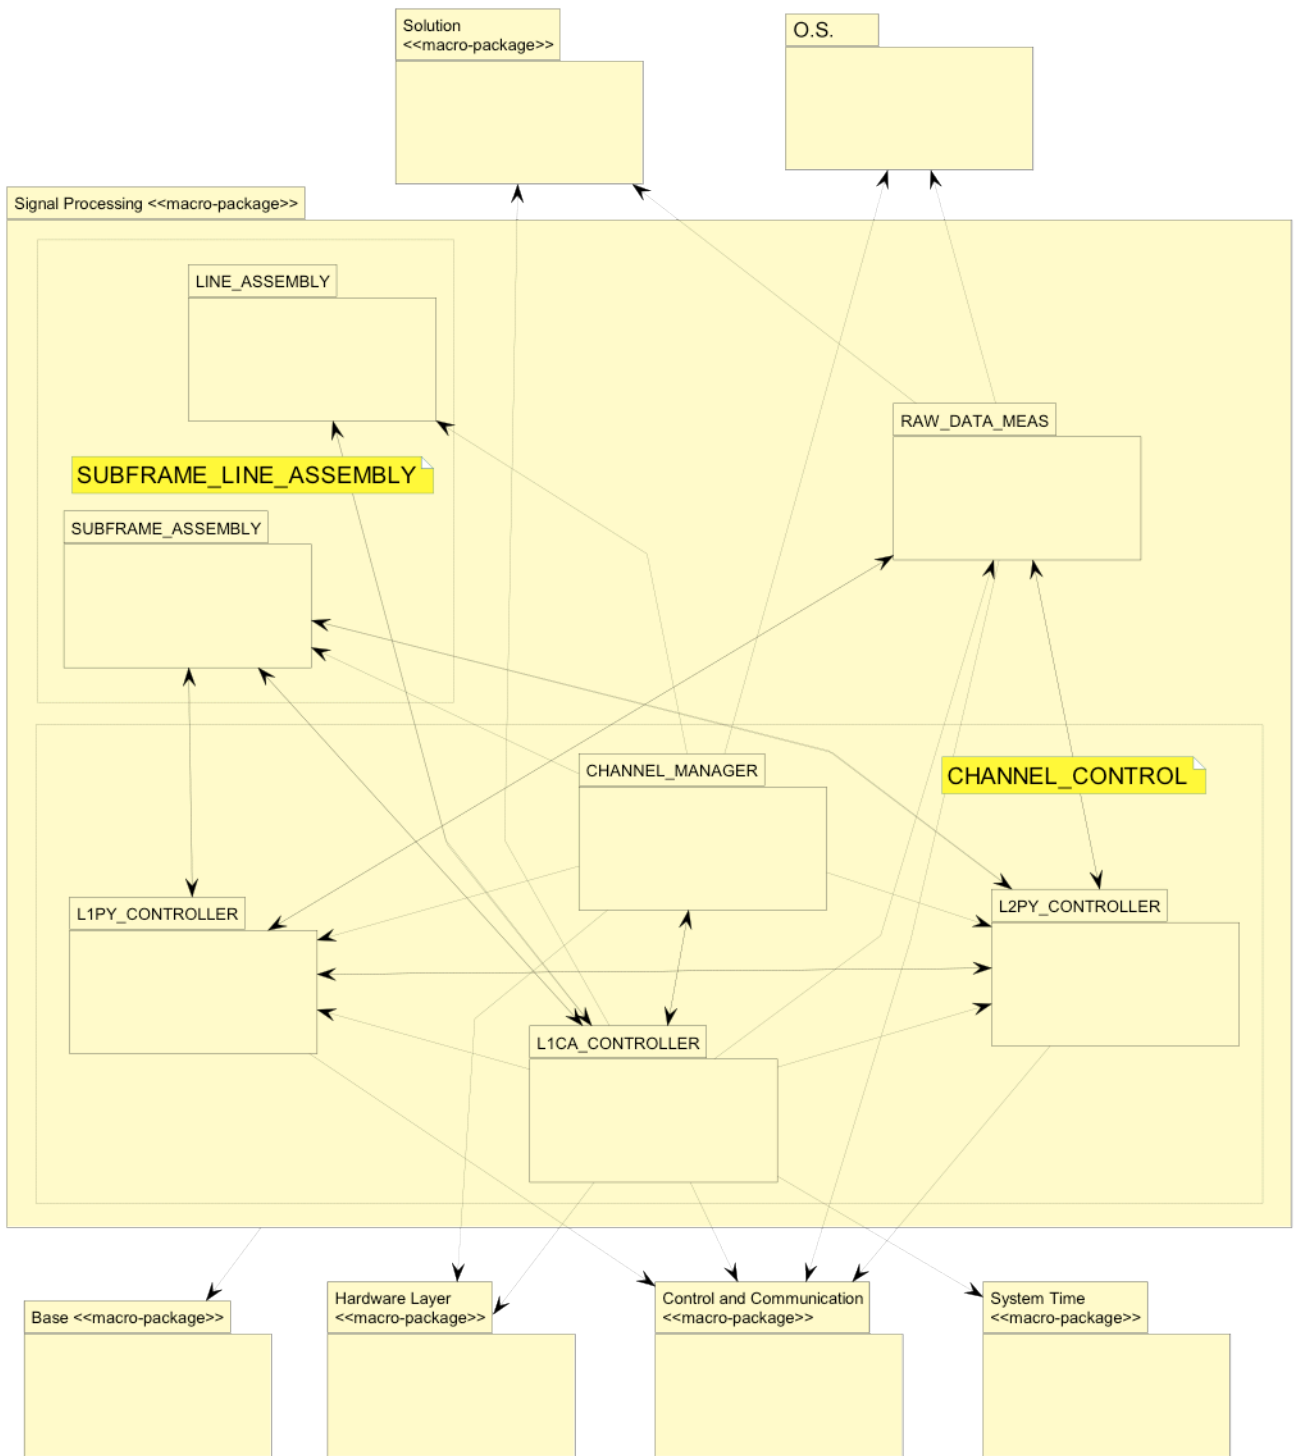 Solution
<<macro-package>>
O.S.
Signal Processing <<macro-package>>
LINE_ASSEMBLY
RAW_DATA_MEAS
SUBFRAME_LINE_ASSEMBLY
SUBFRAME_ASSEMBLY
CHANNEL_MANAGER
CHANNEL_CONTROL
L1PY_CONTROLLER
L2PY_CONTROLLER
L1CA_CONTROLLER
Base <<macro-package>>
Hardware Layer
<<macro-package>>
Control and Communication
<<macro-package>>
System Time
<<macro-package>>